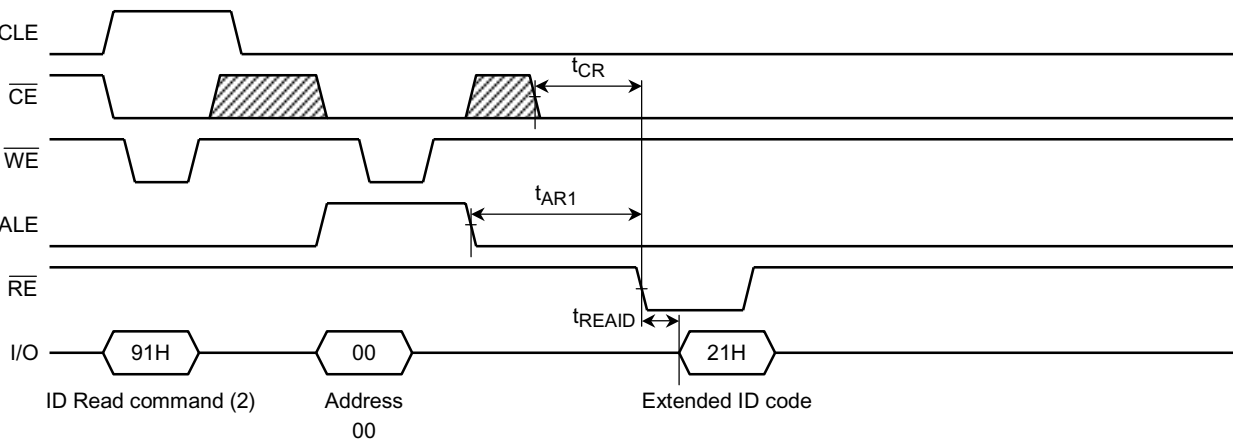 CLE
CE
tCR
WE
tAR1
ALE
RE
tREAID
I/O 91H 00 21H
ID Read command (2) Address Extended ID code
00